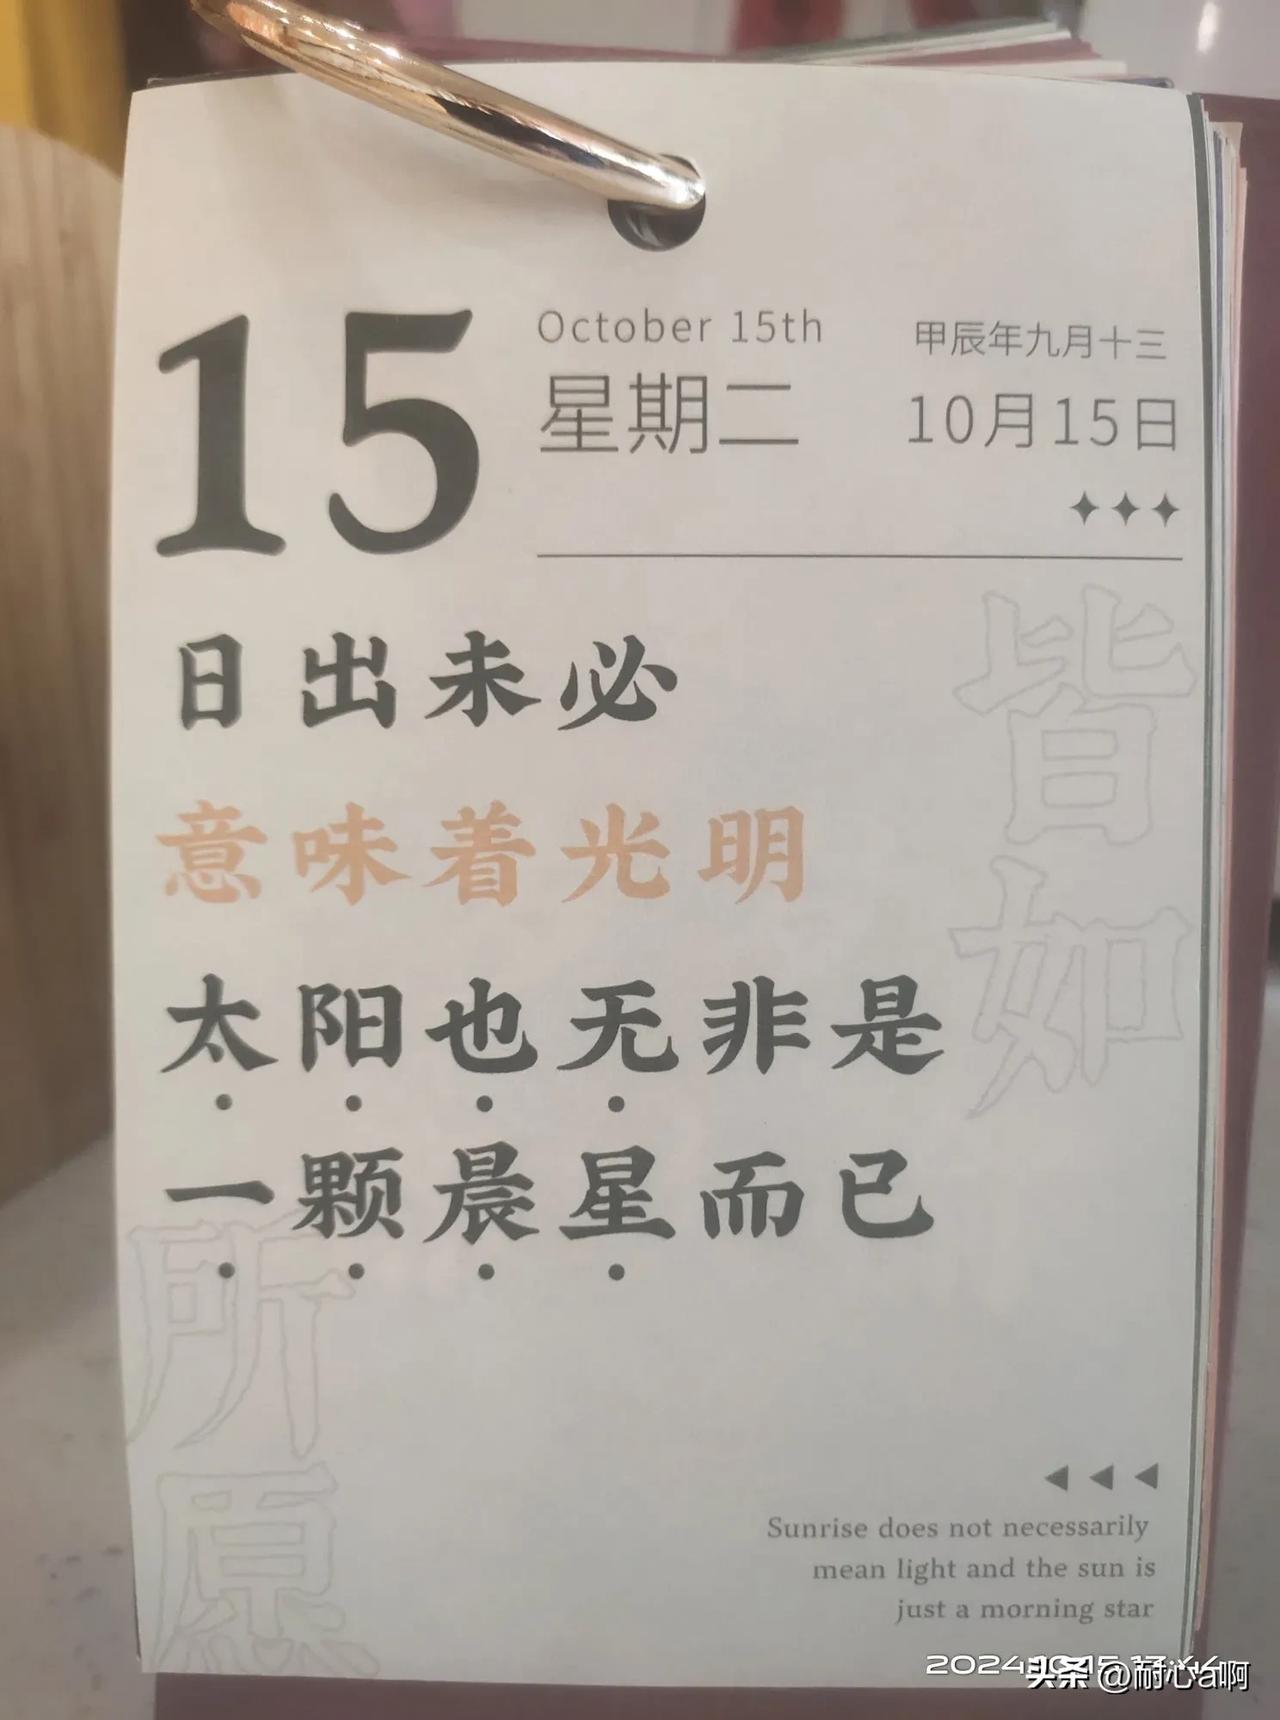 15
October 15th
星期二
甲辰年九月十三
10月15日
皆如
日出未必
意味着光明
太阳也无非是
一颗晨星而已
所愿
Sunrise does not necessarily
mean light and the sun is
just a morning star
头条 @耐心a啊